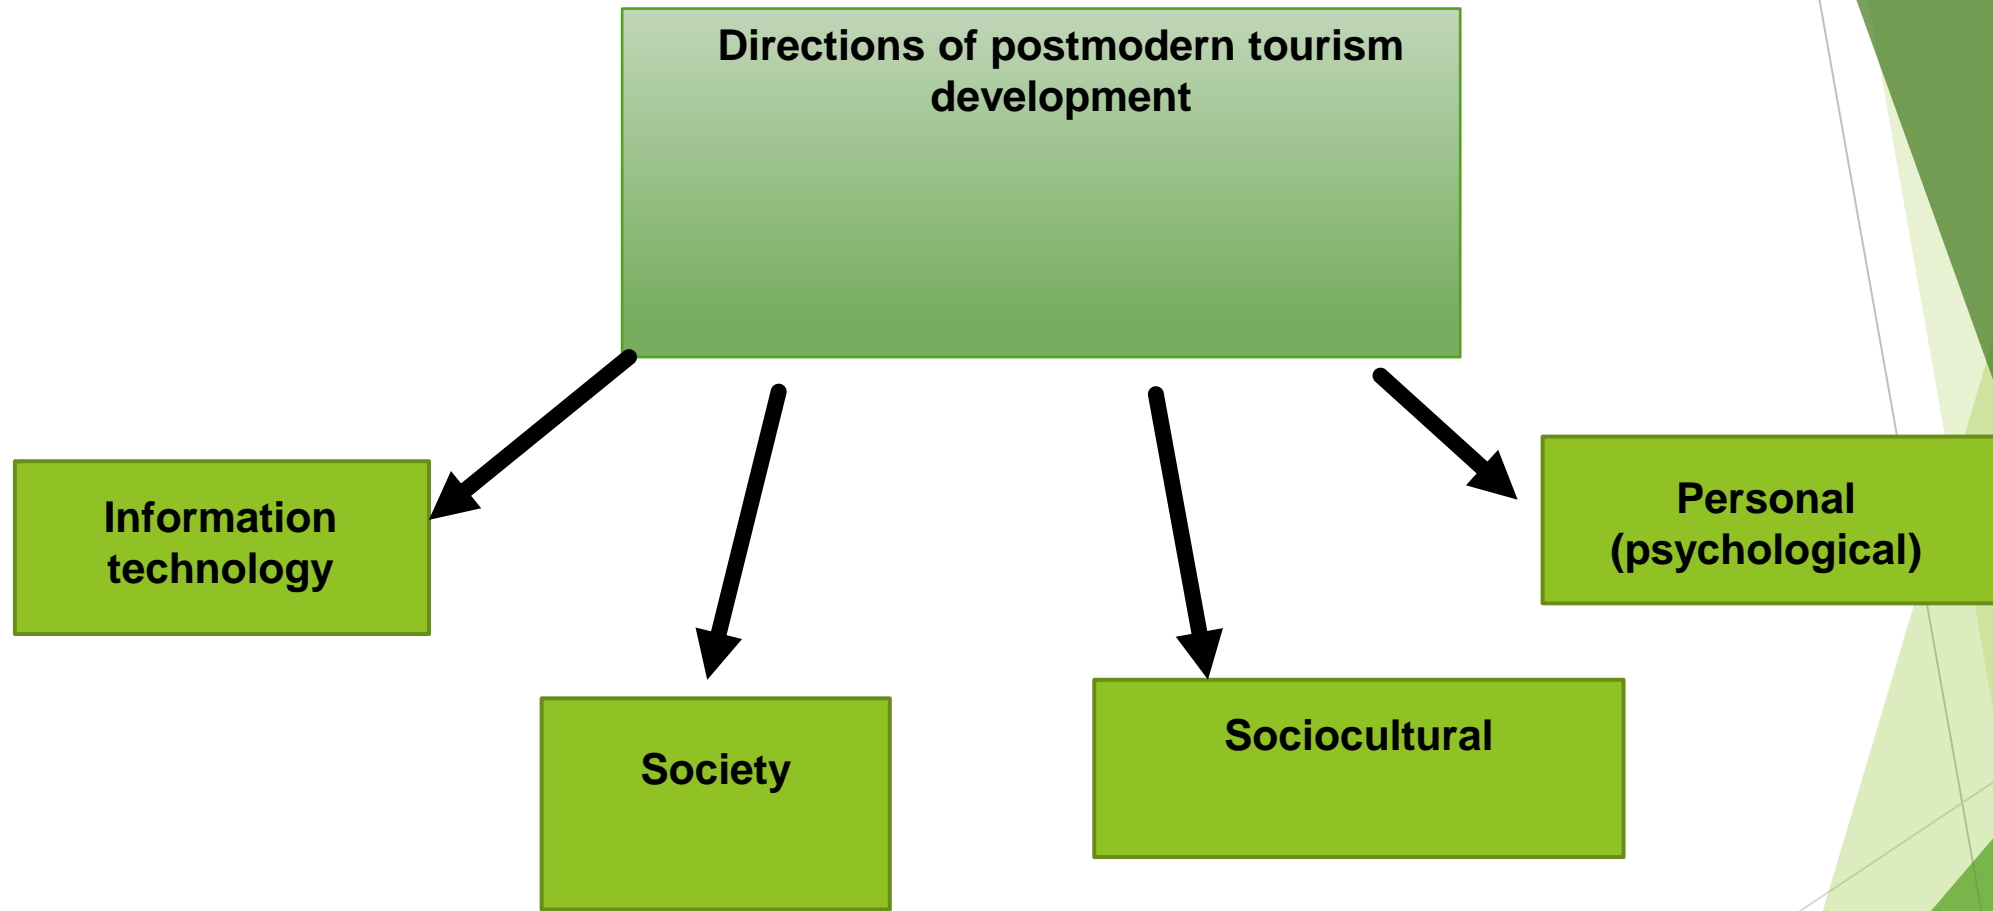 Directions of postmodern tourism
development
Information
technology
Society
Sociocultural
Personal
(psychological)